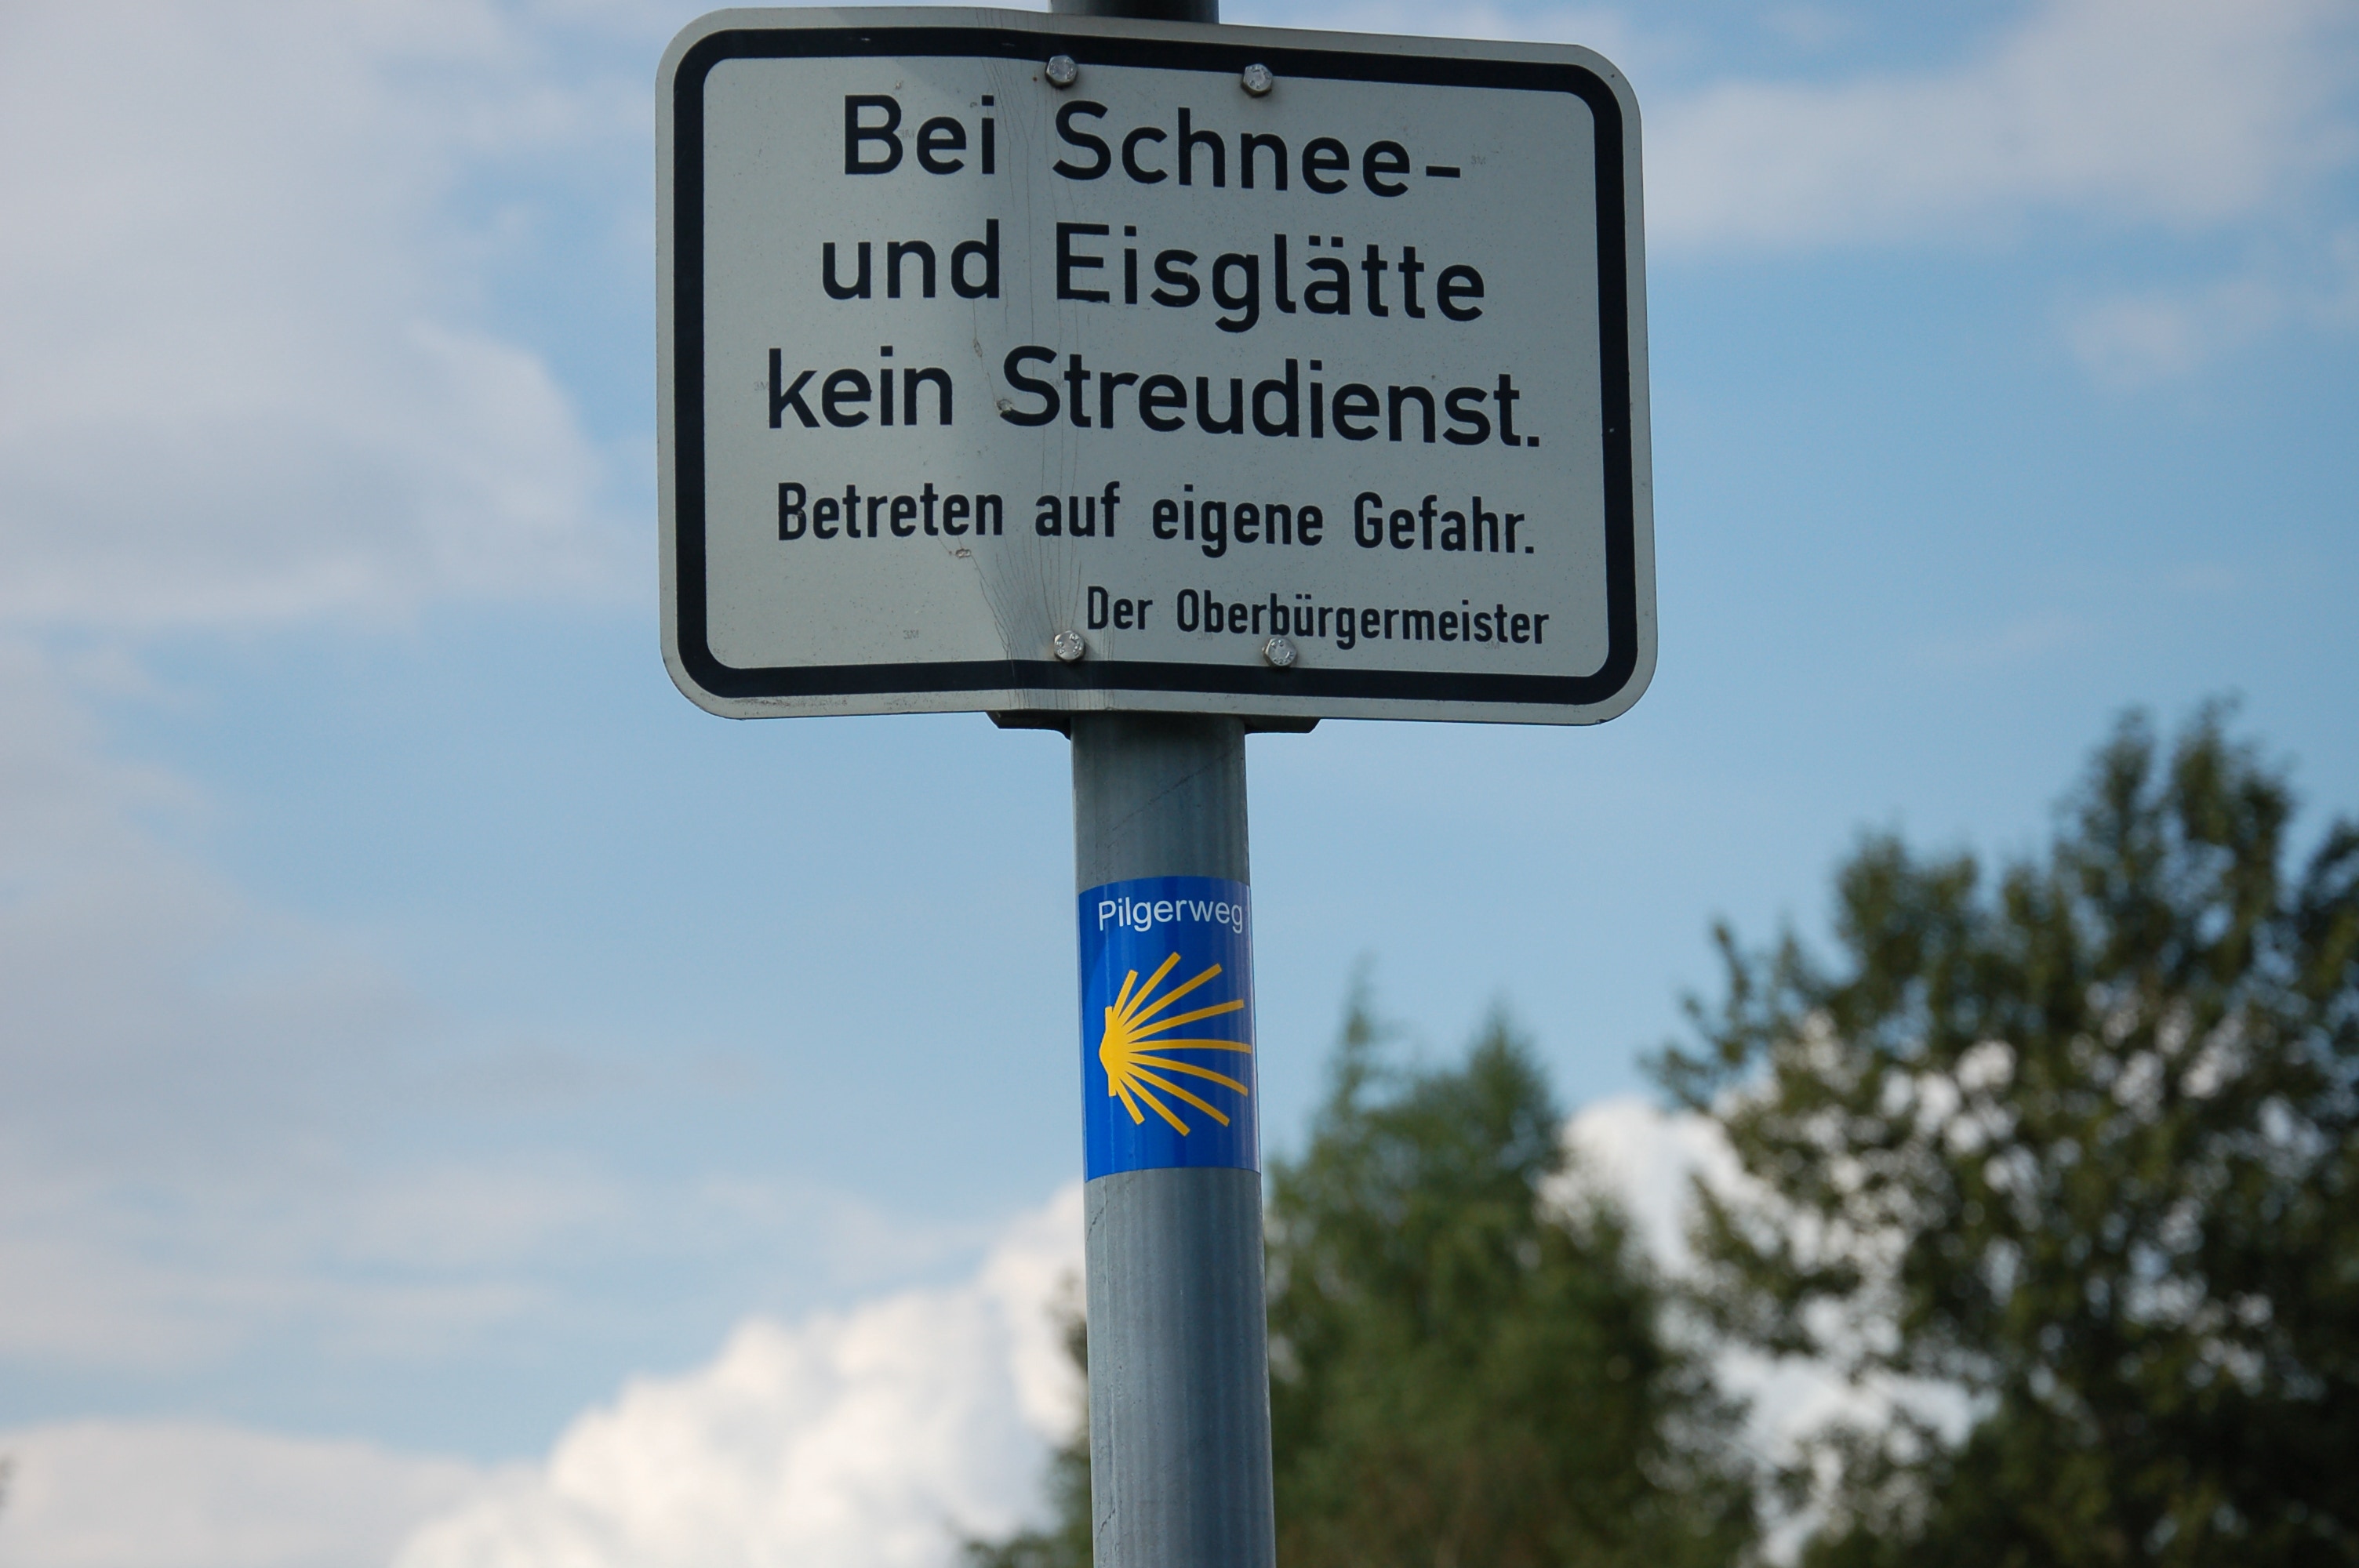 Bei Schnee-
und Eisglätte
kein Streudienst.
Betreten auf eigene Gefahr.
Der Oberbürgermeister
Pilgerweg